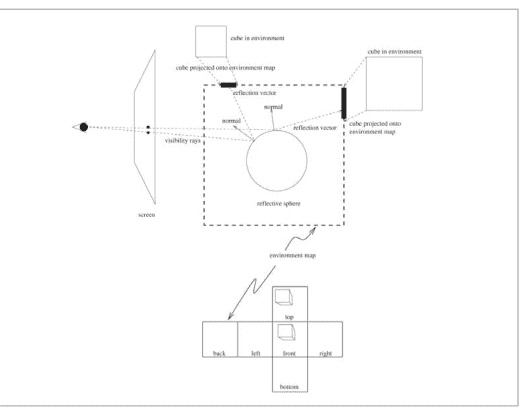 cube in environment
cube in environment
cube projected onto environment map
reflection vector
normal
normal
reflection vector
cube projected onto
environment map
visibility rays
reflective sphere
screen
environment map
top
back
left
front
right
bottom